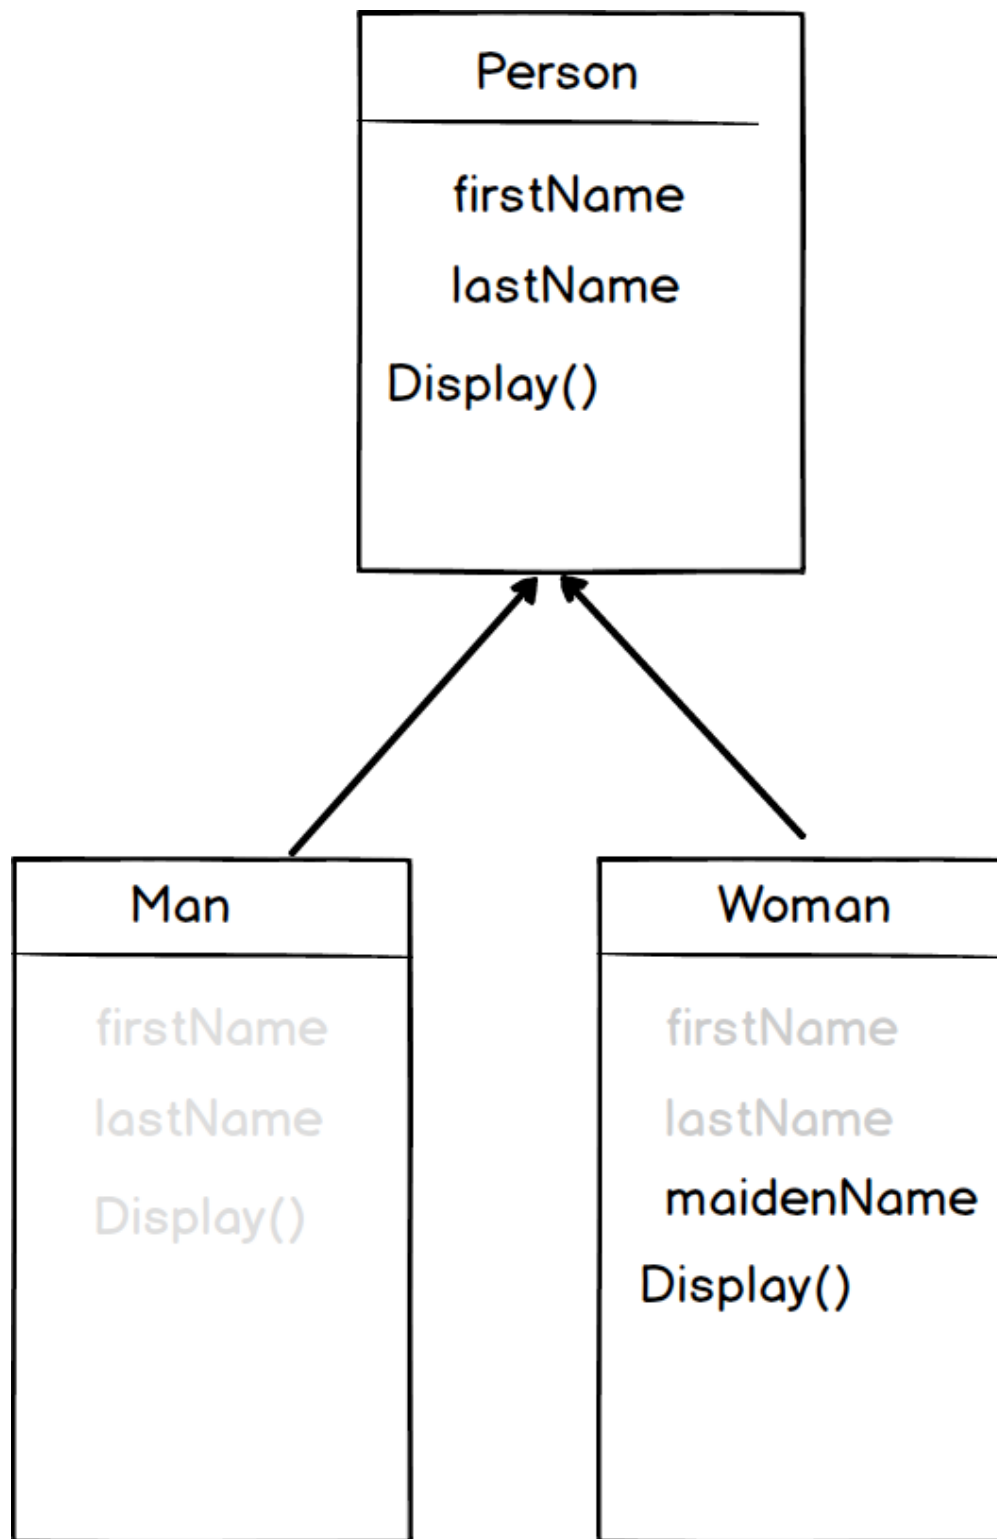 Person
firstName
lastName
Display()
Man
firstName
lastName
Display()
Woman
firstName
lastName
maidenName
Display()